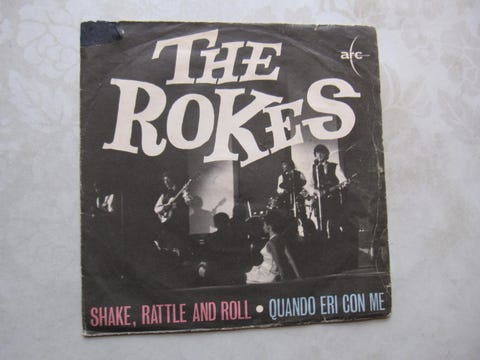 THE
ROKES
arc
SHAKE, RATTLE AND ROLL • QUANDO ERI CON ME